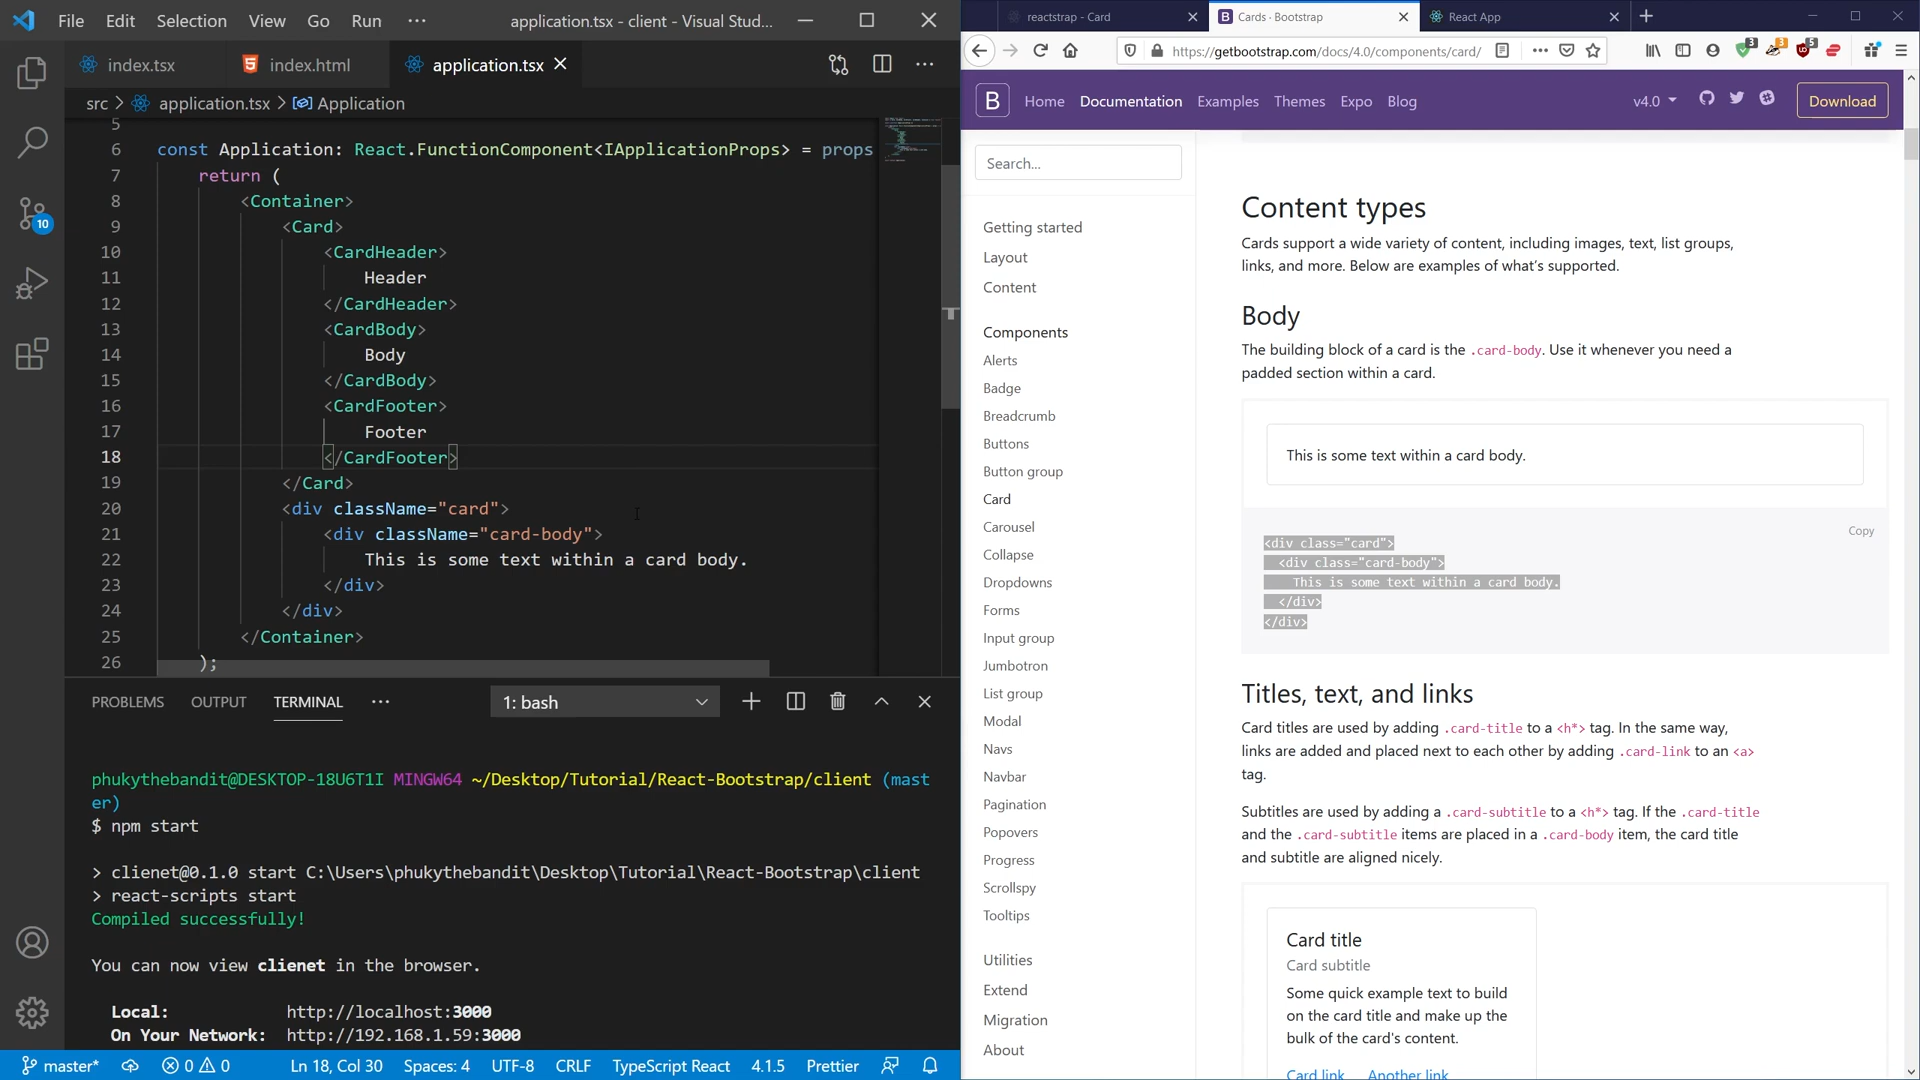 File Edit Selection View Go Run ··· application.tsx - client - Visual Stud...
index.tsx index.html application.tsx
src > application.tsx > Application
5
6 const Application: React.FunctionComponent<IApplicationProps> = props
7 return (
8 <Container>
9 <Card>
10 <CardHeader>
11 Header
12 </CardHeader>
13 <CardBody>
14 Body
15 </CardBody>
16 <CardFooter>
17 Footer
18 </CardFooter>
19 </Card>
20 <div className="card">
21 <div className="card-body">
22 This is some text within a card body.
23 </div>
24 </div>
25 </Container>
26 );
10
PROBLEMS OUTPUT TERMINAL ··· 1: bash
phukythebandit@DESKTOP-18U6T1I MINGW64 ~/Desktop/Tutorial/React-Bootstrap/client (mast
er)
$ npm start
> clienet@0.1.0 start C:\Users\phukythebandit\Desktop\Tutorial\React-Bootstrap\client
> react-scripts start
Compiled successfully!
You can now view clienet in the browser.
Local: http://localhost:3000
On Your Network: http://192.168.1.59:3000
master* 0 0 Ln 18, Col 30 Spaces: 4 UTF-8 CRLF TypeScript React 4.1.5 Prettier
reactstrap - Card Cards · Bootstrap React App
https://getbootstrap.com/docs/4.0/components/card/ 3 3 5
B Home Documentation Examples Themes Expo Blog v4.0 Download
Search...
Getting started
Layout
Content
Components
Alerts
Badge
Breadcrumb
Buttons
Button group
Card
Carousel
Collapse
Dropdowns
Forms
Input group
Jumbotron
List group
Modal
Navs
Navbar
Pagination
Popovers
Progress
Scrollspy
Tooltips
Utilities
Extend
Migration
About
Content types
Cards support a wide variety of content, including images, text, list groups,
links, and more. Below are examples of what's supported.
Body
The building block of a card is the .card-body. Use it whenever you need a
padded section within a card.
This is some text within a card body.
Copy
<div class="card">
<div class="card-body">
This is some text within a card body.
</div>
</div>
Titles, text, and links
Card titles are used by adding .card-title to a <h*> tag. In the same way,
links are added and placed next to each other by adding .card-link to an <a>
tag.
Subtitles are used by adding a .card-subtitle to a <h*> tag. If the .card-title
and the .card-subtitle items are placed in a .card-body item, the card title
and subtitle are aligned nicely.
Card title
Card subtitle
Some quick example text to build
on the card title and make up the
bulk of the card's content.
Card link Another link